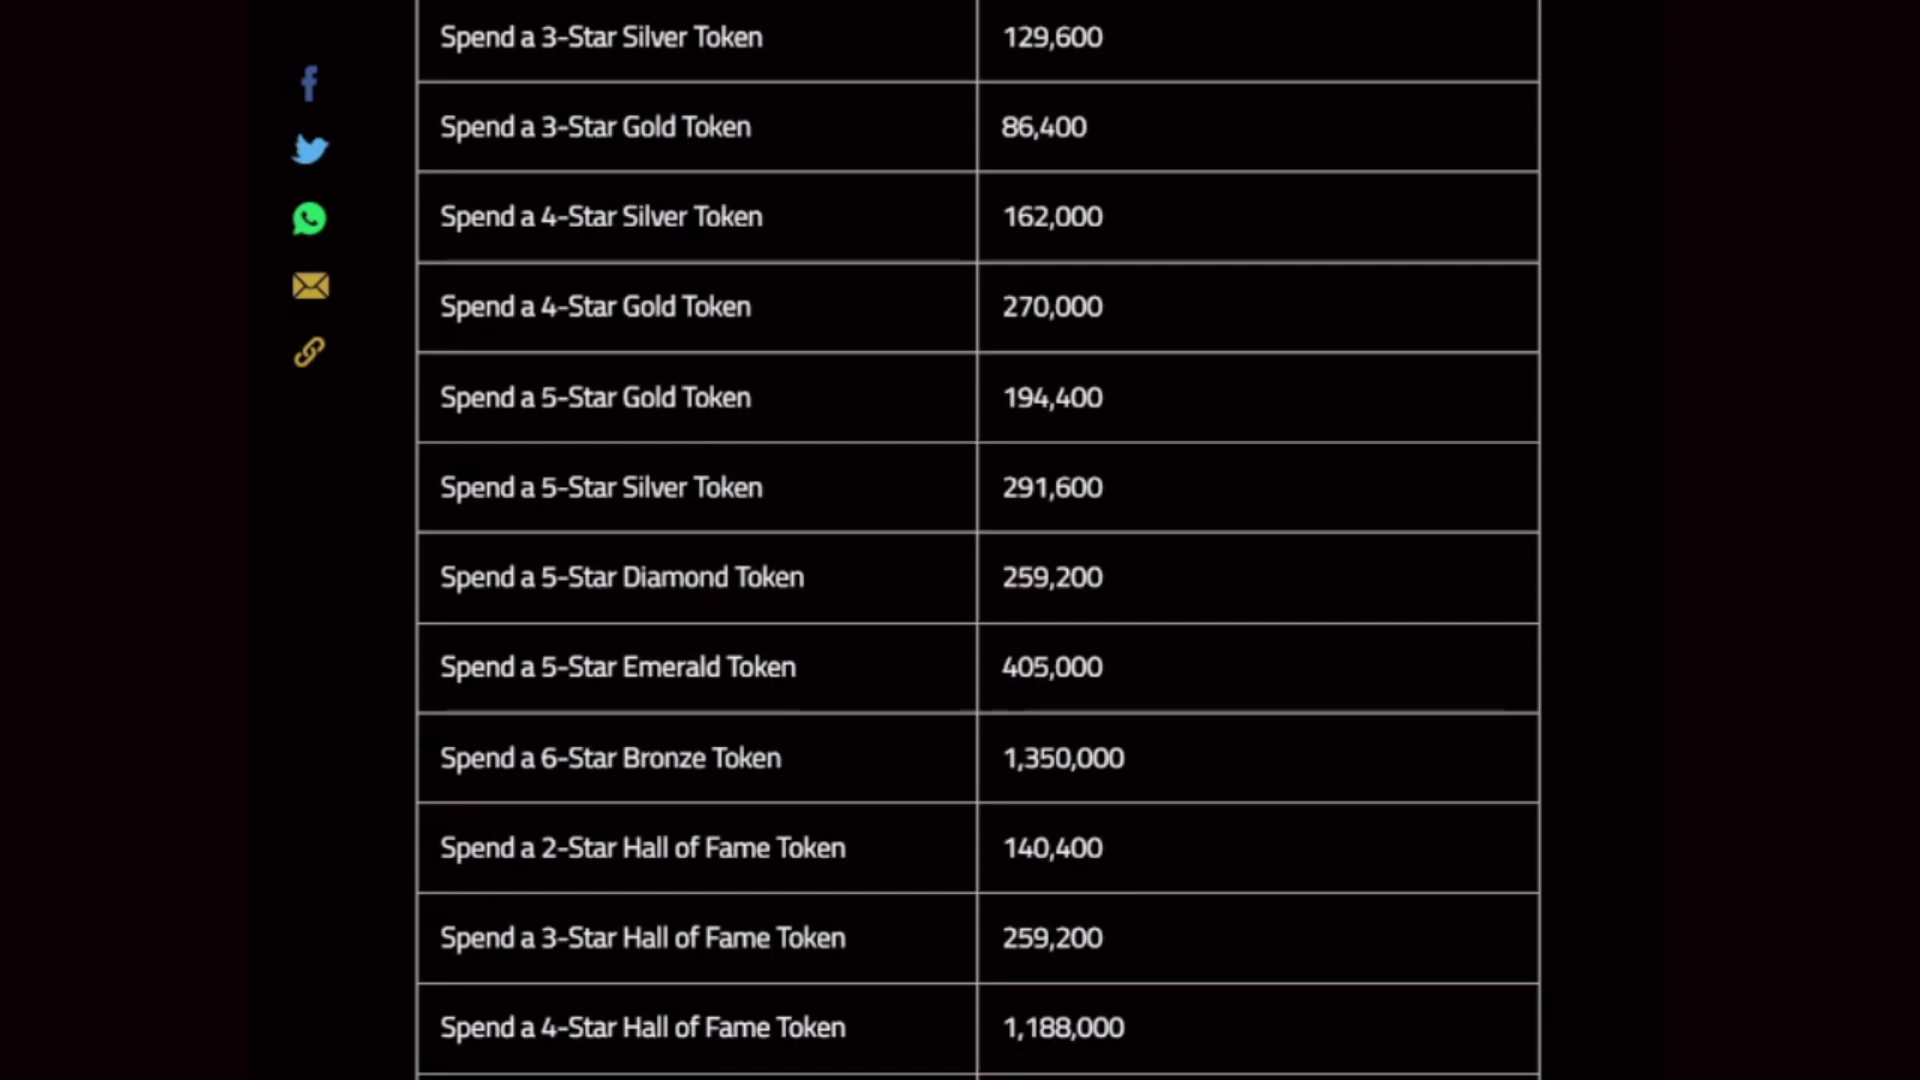 Spend a 3-Star Silver Token 129,600
Spend a 3-Star Gold Token 86,400
Spend a 4-Star Silver Token 162,000
Spend a 4-Star Gold Token 270,000
Spend a 5-Star Gold Token 194,400
Spend a 5-Star Silver Token 291,600
Spend a 5-Star Diamond Token 259,200
Spend a 5-Star Emerald Token 405,000
Spend a 6-Star Bronze Token 1,350,000
Spend a 2-Star Hall of Fame Token 140,400
Spend a 3-Star Hall of Fame Token 259,200
Spend a 4-Star Hall of Fame Token 1,188,000